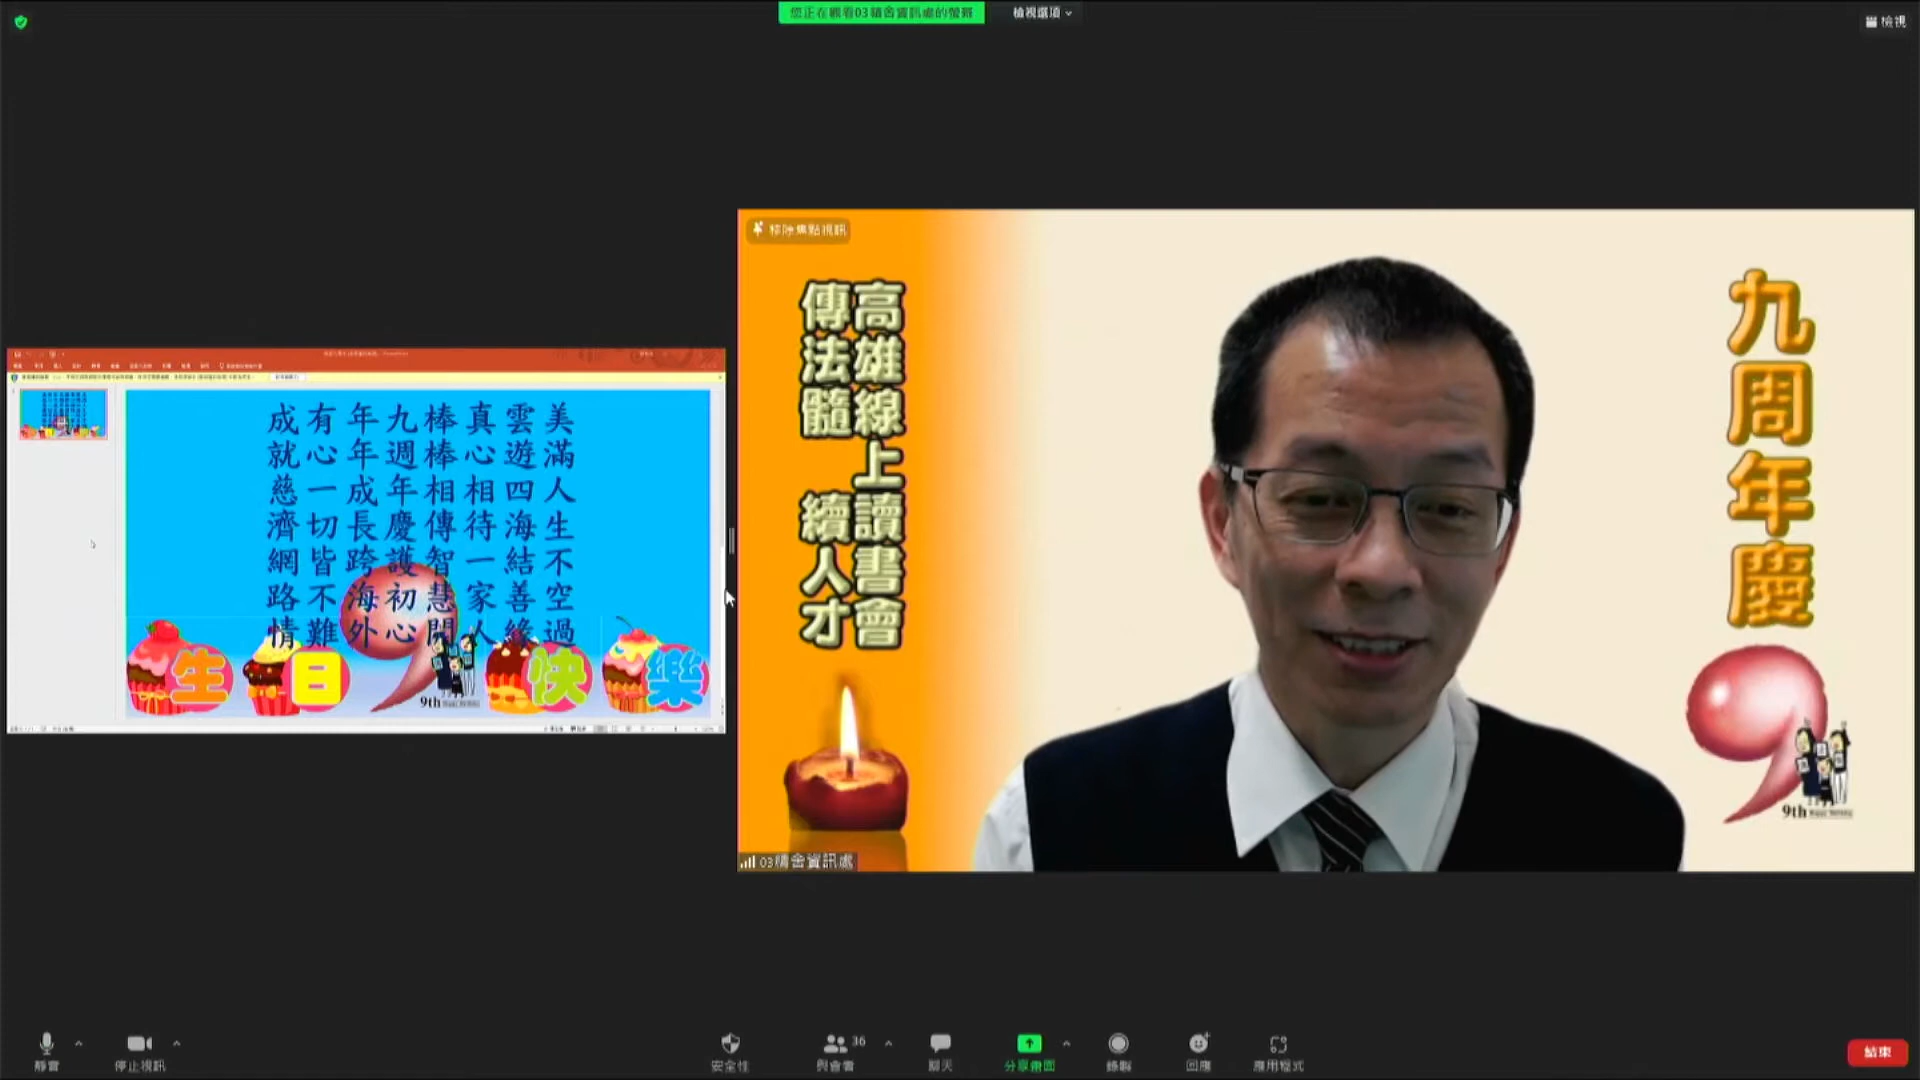 您正在觀看03精舍資訊處的螢幕
檢視選項
檢視
美滿人生不空過
雲遊四海結善緣
真心相待一家人
棒棒相傳智慧開
九週年慶護初心
年年成長跨海外
有心一切皆不難
成就慈濟網路情
生日快樂
9th
移除焦點視訊
高雄線上讀書會
傳法髓 續人才
九周年慶
9th
03精舍資訊處
靜音
停止視訊
安全性
36
與會者
聊天
分享畫面
錄製
回應
應用程式
結束